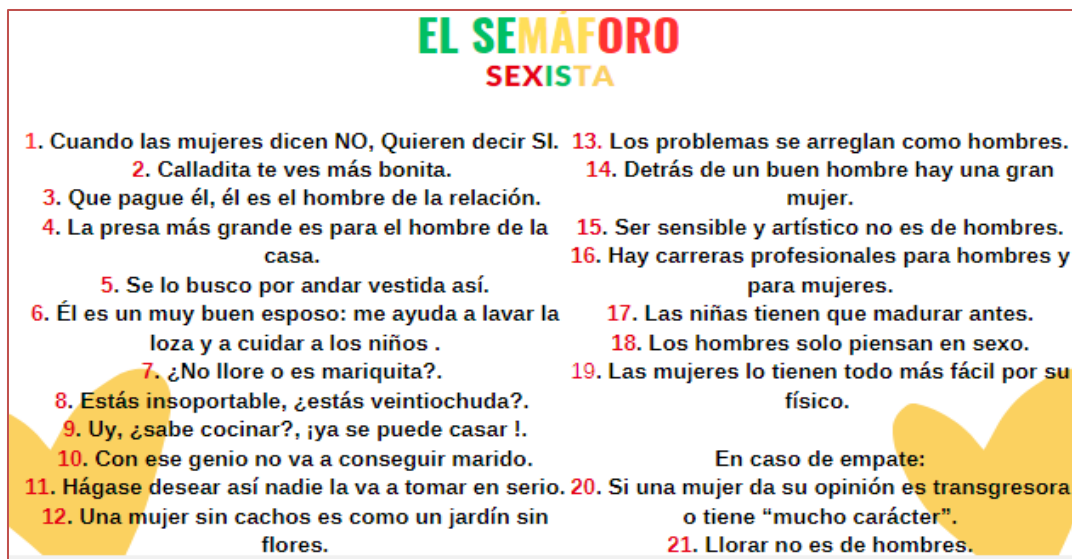 EL SEMÁFORO
SEXISTA
1. Cuando las mujeres dicen NO, Quieren decir SI.
2. Calladita te ves más bonita.
3. Que pague él, él es el hombre de la relación.
4. La presa más grande es para el hombre de la
casa.
5. Se lo busco por andar vestida así.
6. Él es un muy buen esposo: me ayuda a lavar la
loza y a cuidar a los niños .
7. ¿No llore o es mariquita?.
8. Estás insoportable, ¿estás veintiochuda?.
9. Uy, ¿sabe cocinar?, ¡ya se puede casar !.
10. Con ese genio no va a conseguir marido.
11. Hágase desear así nadie la va a tomar en serio.
12. Una mujer sin cachos es como un jardín sin
flores.
13. Los problemas se arreglan como hombres.
14. Detrás de un buen hombre hay una gran
mujer.
15. Ser sensible y artístico no es de hombres.
16. Hay carreras profesionales para hombres y
para mujeres.
17. Las niñas tienen que madurar antes.
18. Los hombres solo piensan en sexo.
19. Las mujeres lo tienen todo más fácil por su
físico.
En caso de empate:
20. Si una mujer da su opinión es transgresora
o tiene “mucho carácter”.
21. Llorar no es de hombres.